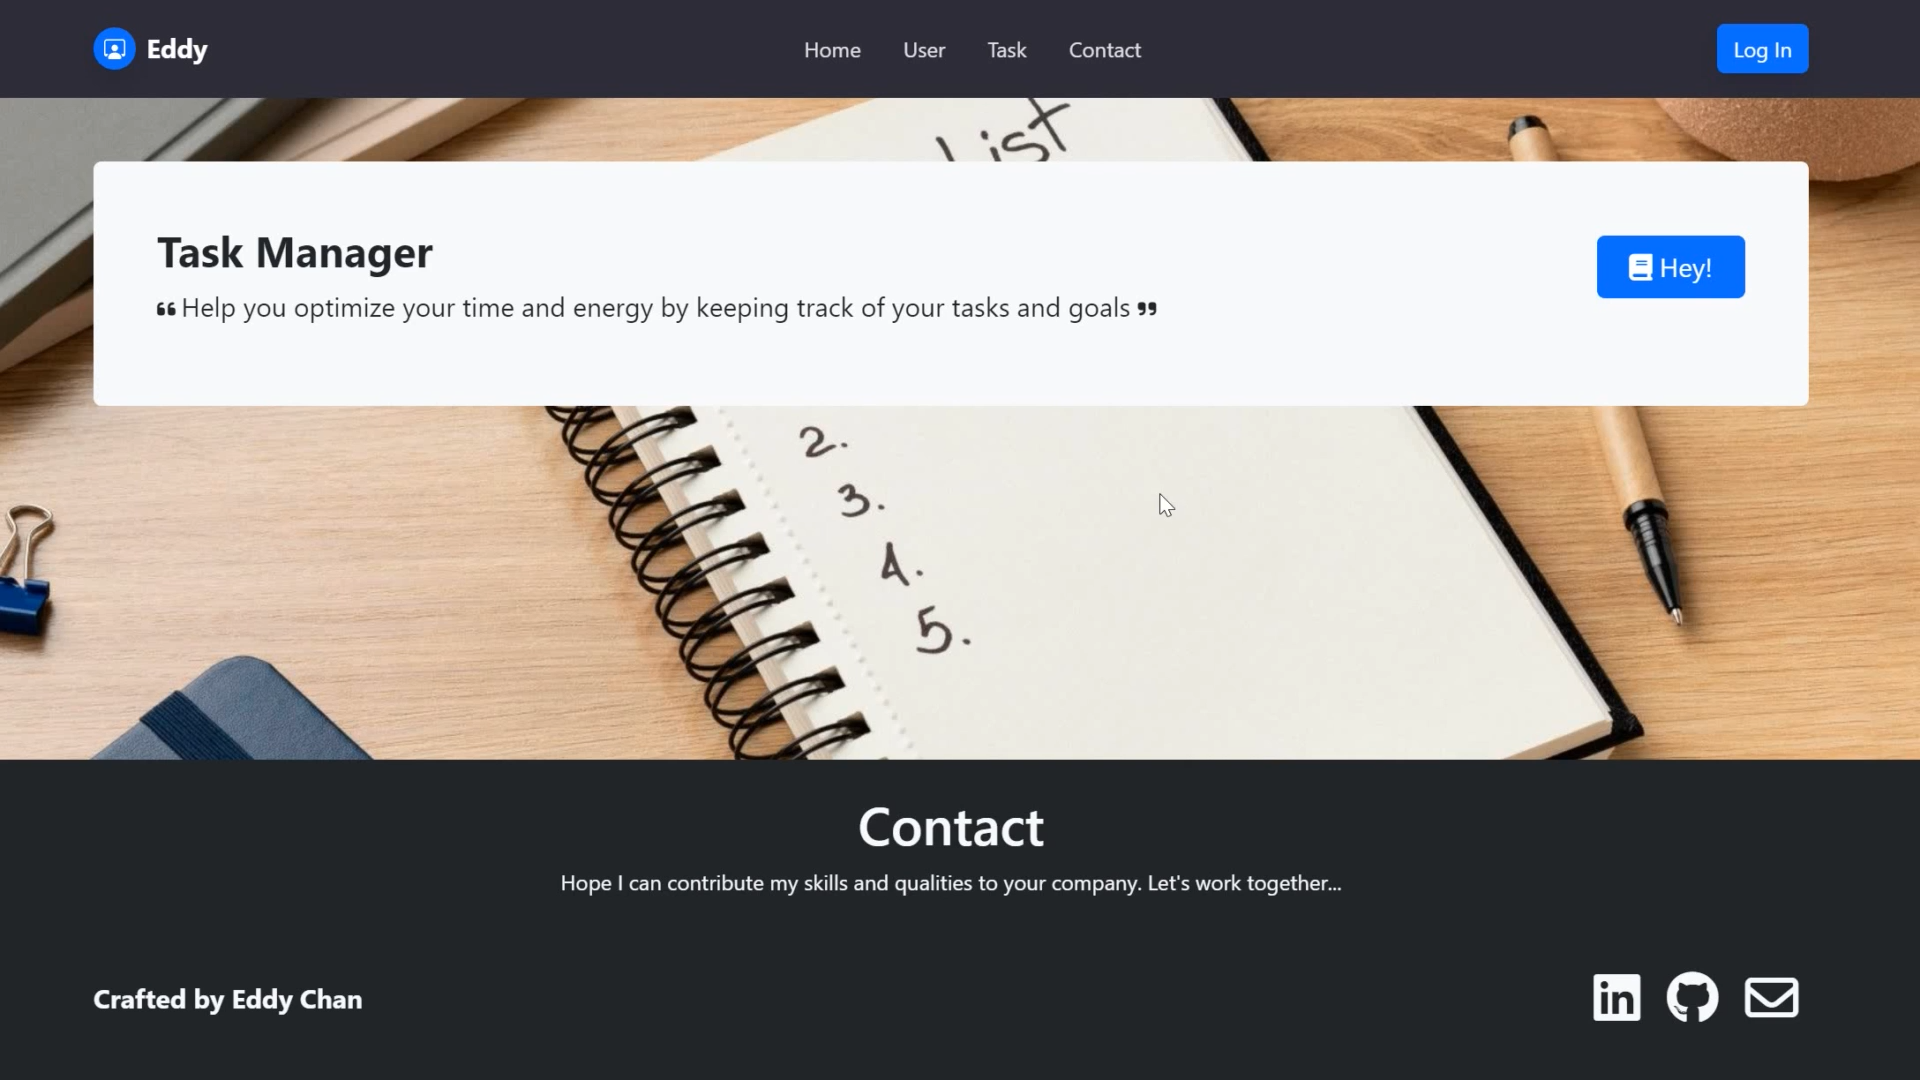 Eddy
Home User Task Contact
Log In
List
Task Manager
Hey!
❝ Help you optimize your time and energy by keeping track of your tasks and goals ❞
2.
3.
4.
5.
Contact
Hope I can contribute my skills and qualities to your company. Let's work together...
Crafted by Eddy Chan
in